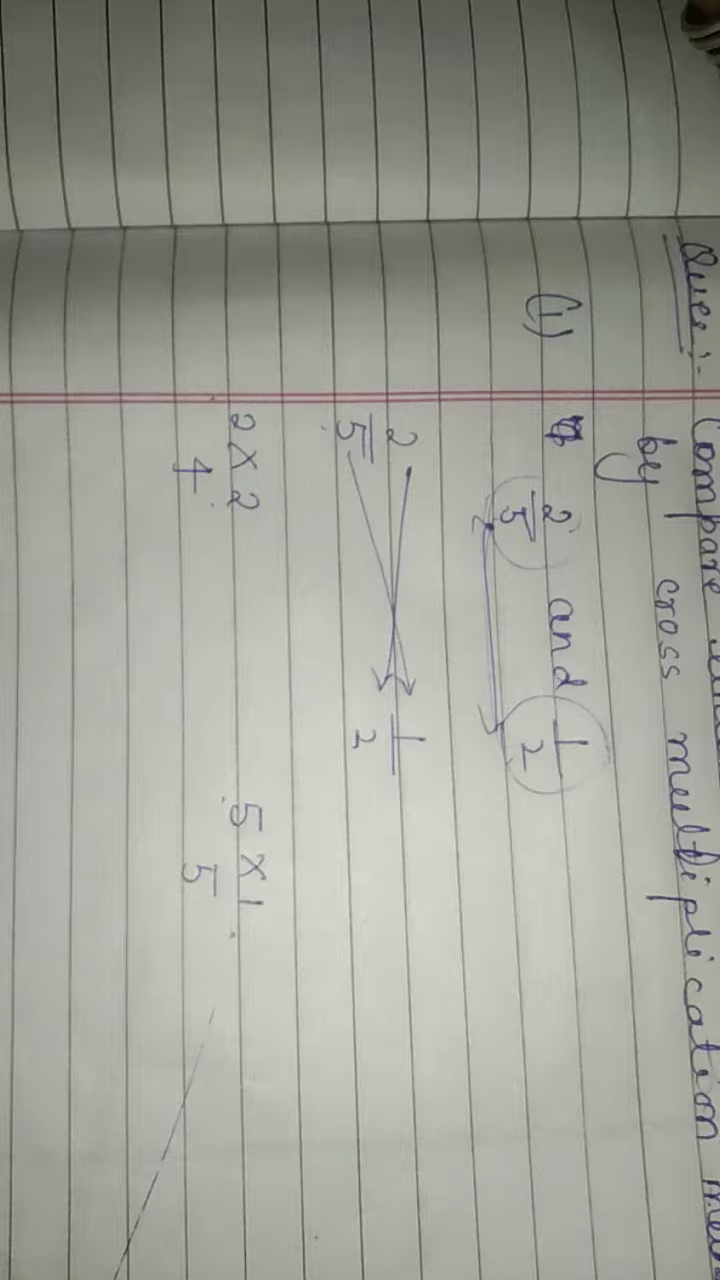 Ques:- Compare
by cross multiplication
(1) 2/5 and 1/2
2/5 1/2
2 x 2 5 x 1
4 5